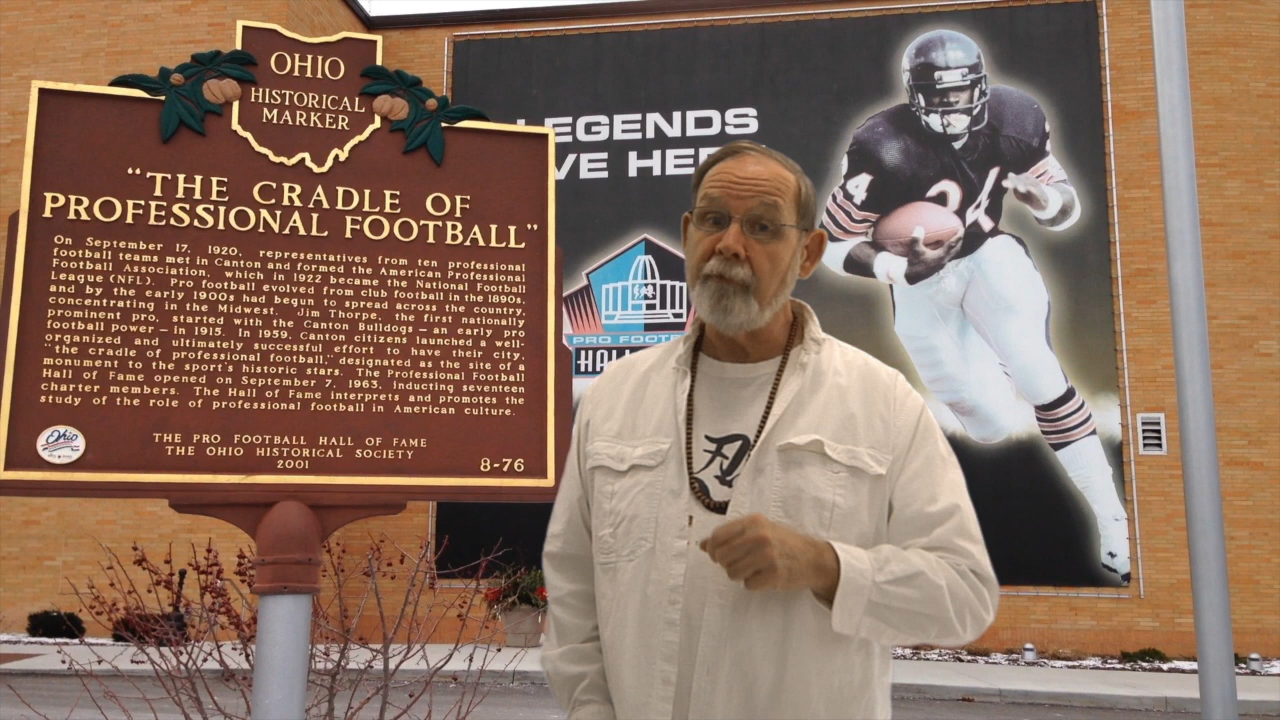 OHIO
HISTORICAL
MARKER
"THE CRADLE OF
PROFESSIONAL FOOTBALL"
On September 17, 1920, representatives from ten professional
football teams met in Canton and formed the American Professional
Football Association, which in 1922 became the National Football
League (NFL). Pro football evolved from club football in the 1890s,
and by the early 1900s had begun to spread across the country,
concentrating in the Midwest. Jim Thorpe, the first nationally
prominent pro, started with the Canton Bulldogs — an early pro
football power — in 1915. In 1959, Canton citizens launched a well-
organized and ultimately successful effort to have their city,
"the cradle of professional football," designated as the site of a
monument to the sport's historic stars. The Professional Football
Hall of Fame opened on September 7, 1963, inducting seventeen
charter members. The Hall of Fame interprets and promotes the
study of the role of professional football in American culture.
Ohio
THE PRO FOOTBALL HALL OF FAME
THE OHIO HISTORICAL SOCIETY
2001
8-76
LEGENDS
VE HER
PRO FOOT
HAL
34
34